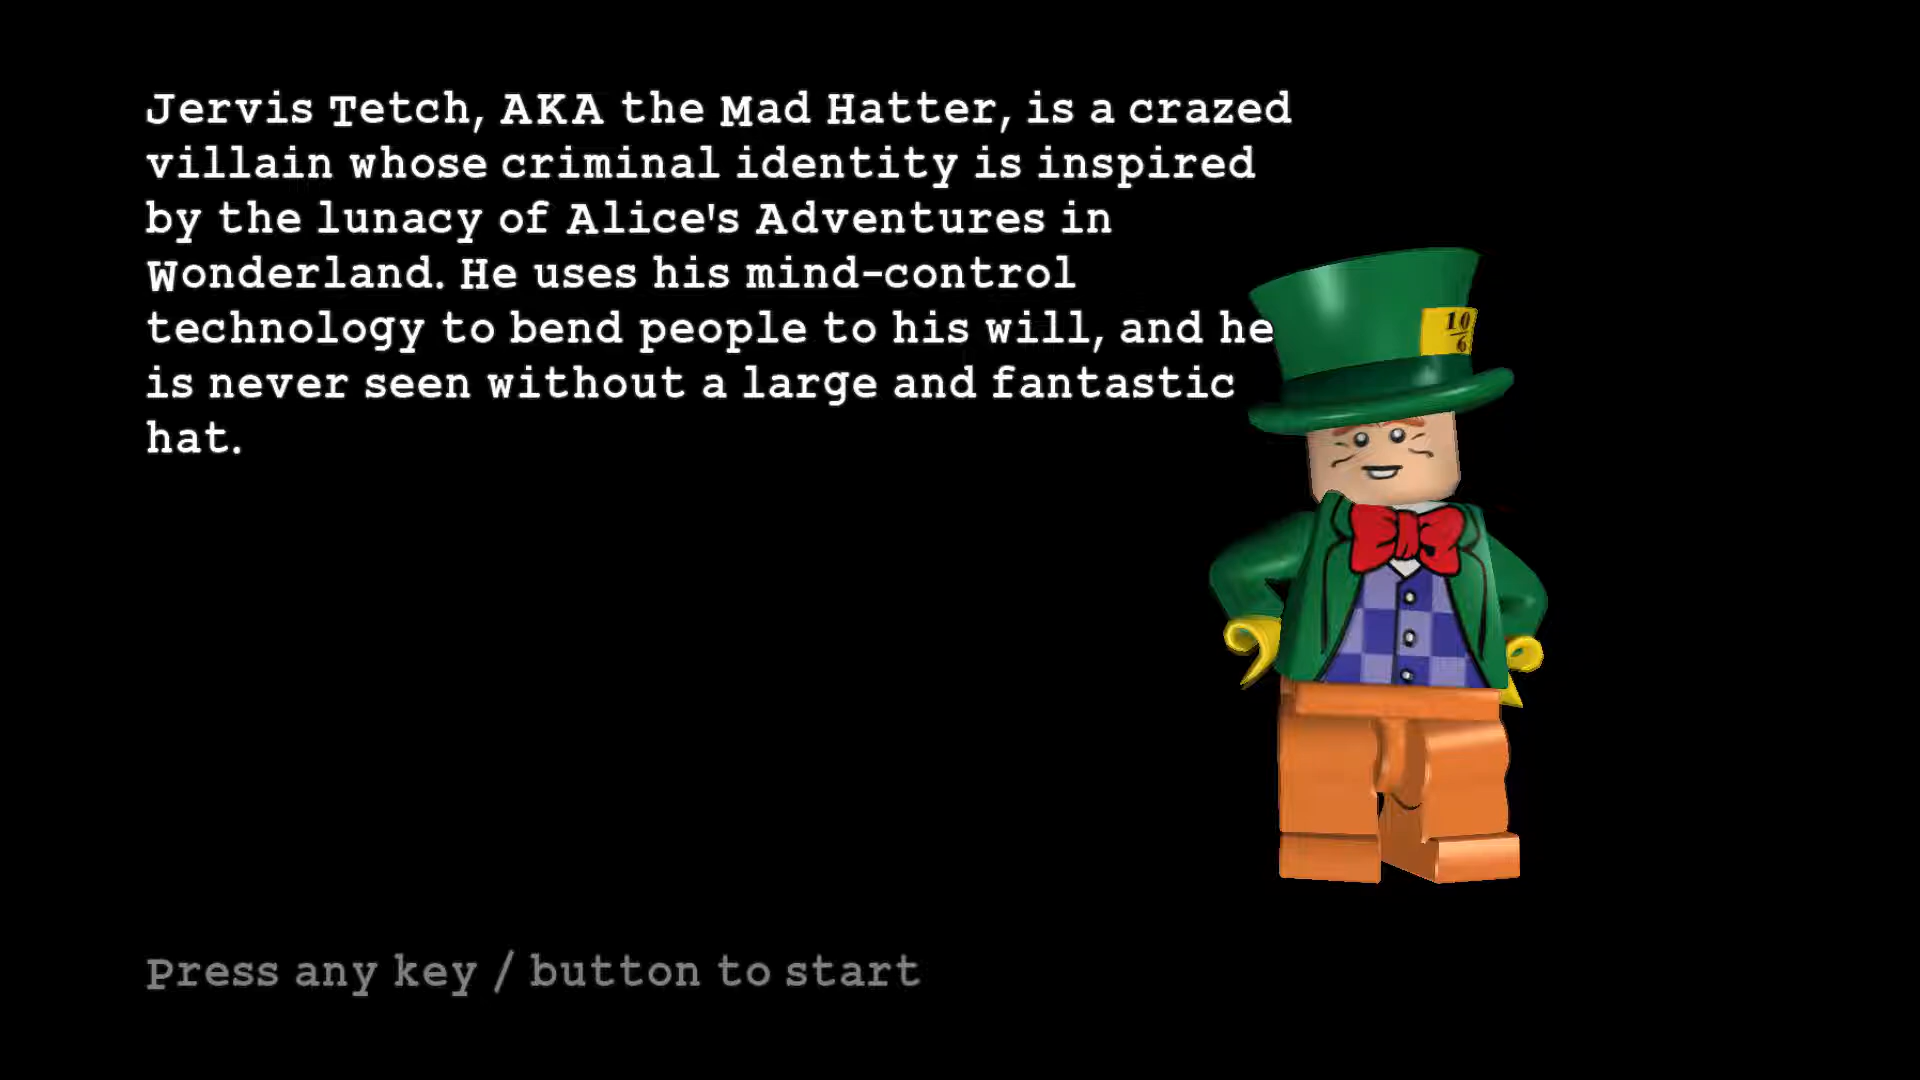 Jervis Tetch, AKA the Mad Hatter, is a crazed
villain whose criminal identity is inspired
by the lunacy of Alice's Adventures in
Wonderland. He uses his mind-control
technology to bend people to his will, and he
is never seen without a large and fantastic
hat.
10
6
Press any key / button to start